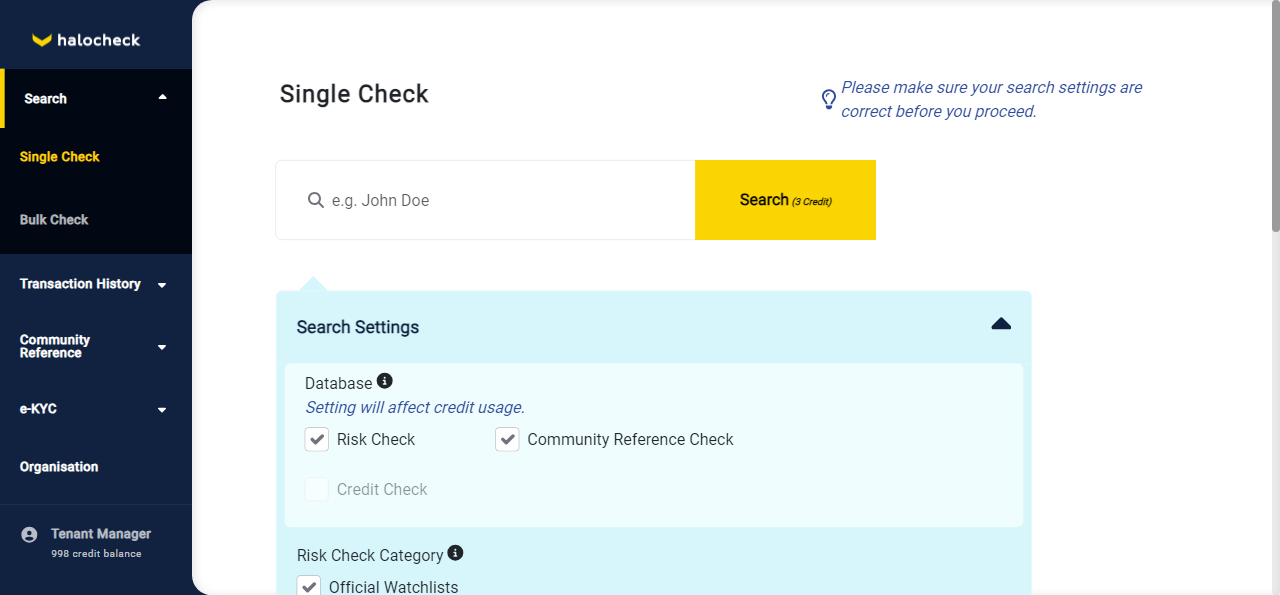 halocheck
Search
Single Check
Bulk Check
Transaction History
Community
Reference
e-KYC
Organisation
Tenant Manager
998 credit balance
Single Check
Please make sure your search settings are
correct before you proceed.
e.g. John Doe
Search (3 Credit)
Search Settings
Database
Setting will affect credit usage.
Risk Check
Community Reference Check
Credit Check
Risk Check Category
Official Watchlists